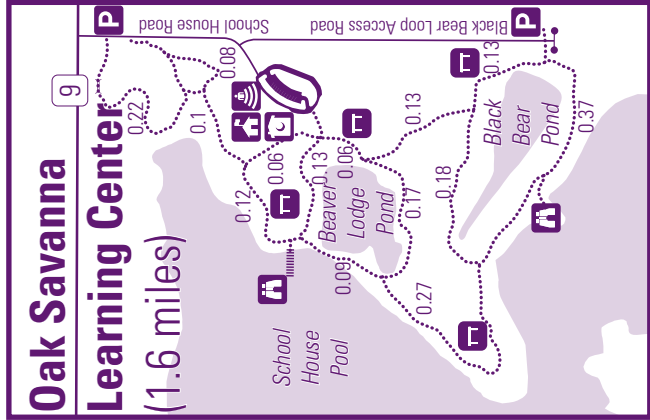 9
Oak Savanna
Learning Center
(1.6 miles)
P
School House Road
Black Bear Loop Access Road
P
0.22
0.1
0.08
0.12
0.06
0.13
0.06
0.13
0.13
0.37
0.18
0.17
0.09
0.27
Black
Bear
Pond
Beaver
Lodge
Pond
School
House
Pool